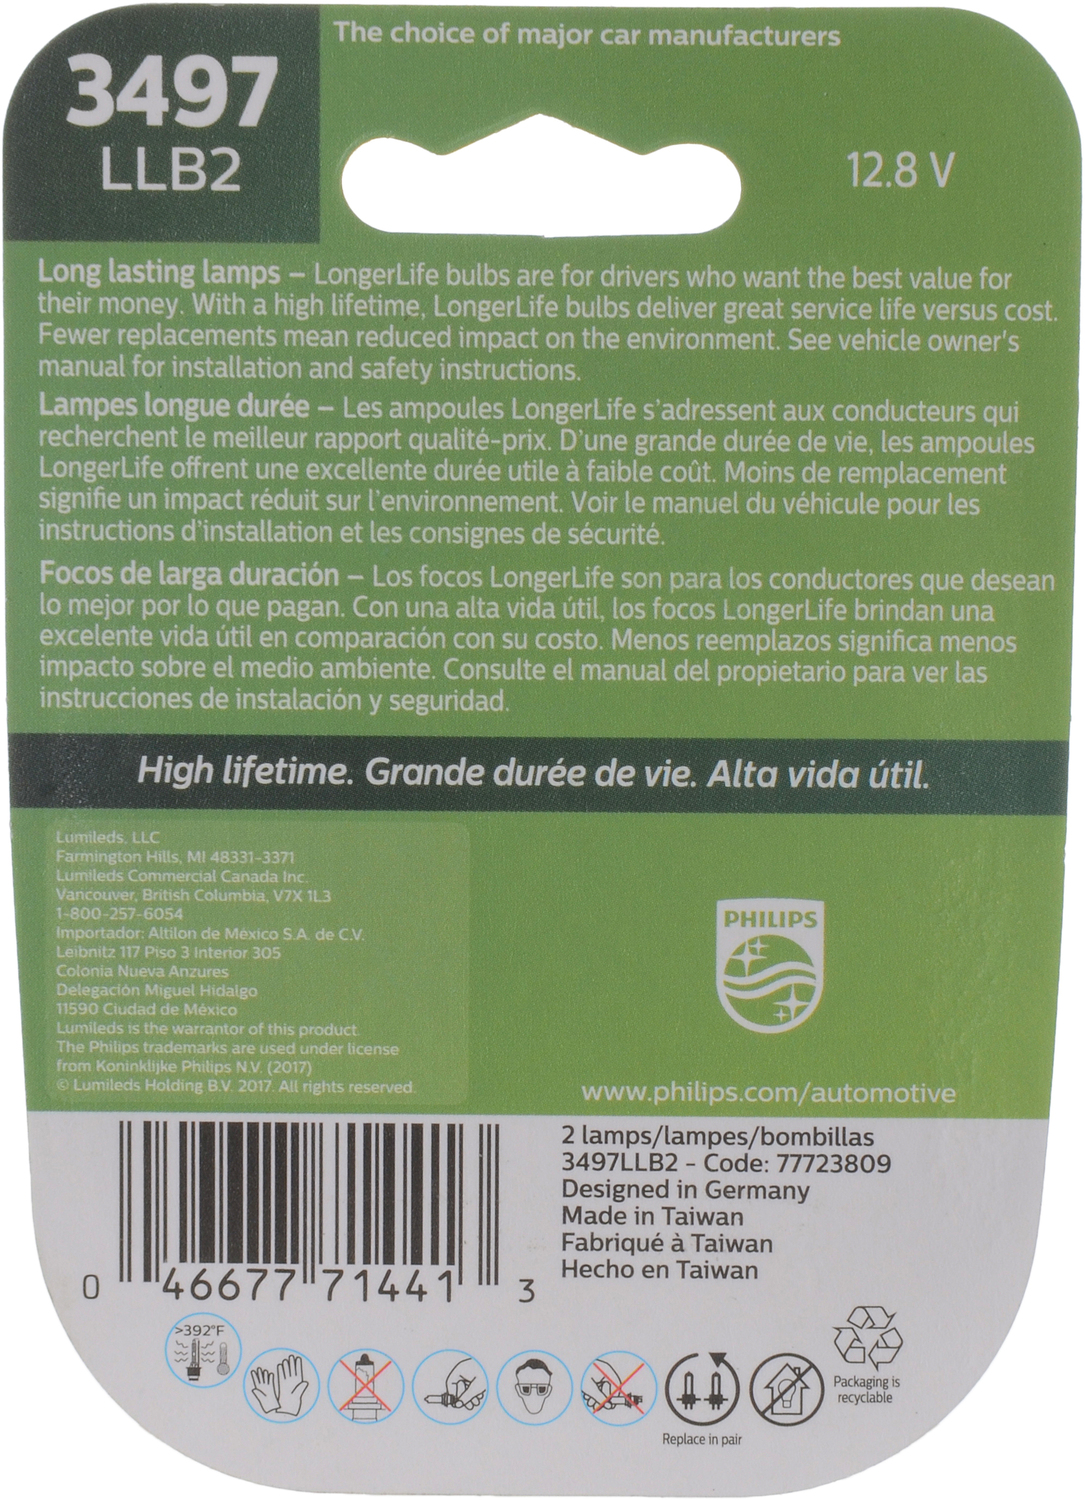 The choice of major car manufacturers
3497
LLB2
12.8 V
Long lasting lamps – LongerLife bulbs are for drivers who want the best value for
their money. With a high lifetime, LongerLife bulbs deliver great service life versus cost.
Fewer replacements mean reduced impact on the environment. See vehicle owner's
manual for installation and safety instructions.
Lampes longue durée – Les ampoules LongerLife s'adressent aux conducteurs qui
recherchent le meilleur rapport qualité-prix. D'une grande durée de vie, les ampoules
LongerLife offrent une excellente durée utile à faible coût. Moins de remplacement
signifie un impact réduit sur l'environnement. Voir le manuel du véhicule pour les
instructions d'installation et les consignes de sécurité.
Focos de larga duración – Los focos LongerLife son para los conductores que desean
lo mejor por lo que pagan. Con una alta vida útil, los focos LongerLife brindan una
excelente vida útil en comparación con su costo. Menos reemplazos significa menos
impacto sobre el medio ambiente. Consulte el manual del propietario para ver las
instrucciones de instalación y seguridad.
High lifetime. Grande durée de vie. Alta vida útil.
Lumileds, LLC
Farmington Hills, MI 48331-3371
Lumileds Commercial Canada Inc.
Vancouver, British Columbia, V7X 1L3
1-800-257-6054
Importador: Altilon de México S.A. de C.V.
Leibnitz 117 Piso 3 Interior 305
Colonia Nueva Anzures
Delegación Miguel Hidalgo
11590 Ciudad de México
Lumileds is the warrantor of this product.
The Philips trademarks are used under license
from Koninklijke Philips N.V. (2017)
© Lumileds Holding B.V. 2017. All rights reserved.
PHILIPS
www.philips.com/automotive
2 lamps/lampes/bombillas
3497LLB2 - Code: 77723809
Designed in Germany
Made in Taiwan
Fabriqué à Taiwan
Hecho en Taiwan
0 46677 71441 3
>392°F
Replace in pair
Packaging is
recyclable